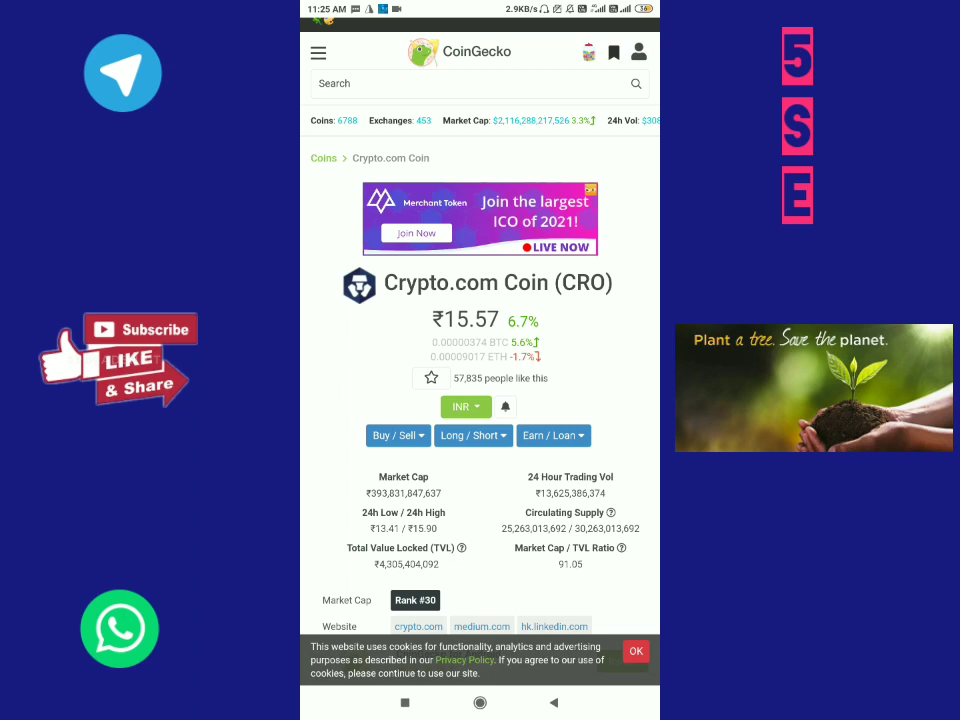 11:25 AM
2.9KB/s
36
CoinGecko
Search
Coins: 6788 Exchanges: 453 Market Cap: $2,116,288,217,526 3.3% 24h Vol: $308
Coins > Crypto.com Coin
Merchant Token
Join Now
Join the largest
ICO of 2021!
LIVE NOW
Crypto.com Coin (CRO)
₹15.57 6.7%
0.00000374 BTC 5.6%
0.00009017 ETH -1.7%
57,835 people like this
INR
Buy / Sell Long / Short Earn / Loan
Market Cap 24 Hour Trading Vol
₹393,831,847,637 ₹13,625,386,374
24h Low / 24h High Circulating Supply
₹13.41 / ₹15.90 25,263,013,692 / 30,263,013,692
Total Value Locked (TVL) Market Cap / TVL Ratio
₹4,305,404,092 91.05
Market Cap Rank #30
Website crypto.com medium.com hk.linkedin.com
This website uses cookies for functionality, analytics and advertising
purposes as described in our Privacy Policy. If you agree to our use of
cookies, please continue to use our site.
OK
Subscribe
LIKE
& Share
5
S
E
Plant a tree. Save the planet.